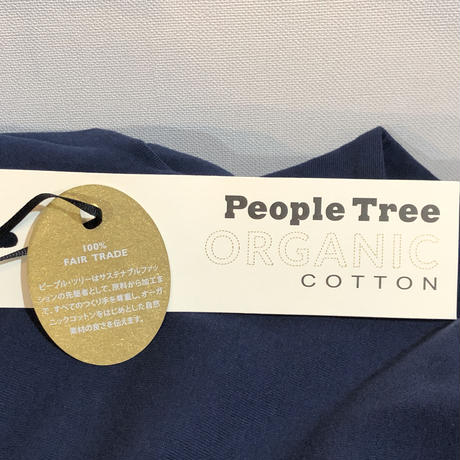 People Tree
ORGANIC
COTTON
100%
FAIR TRADE
ピープル・ツリーはサステナブルファッ
ションの先駆者として、原料から加工ま
で、すべてのつくり手を尊重し、オーガ
ニックコットンをはじめとした自然
素材の良さを伝えます。